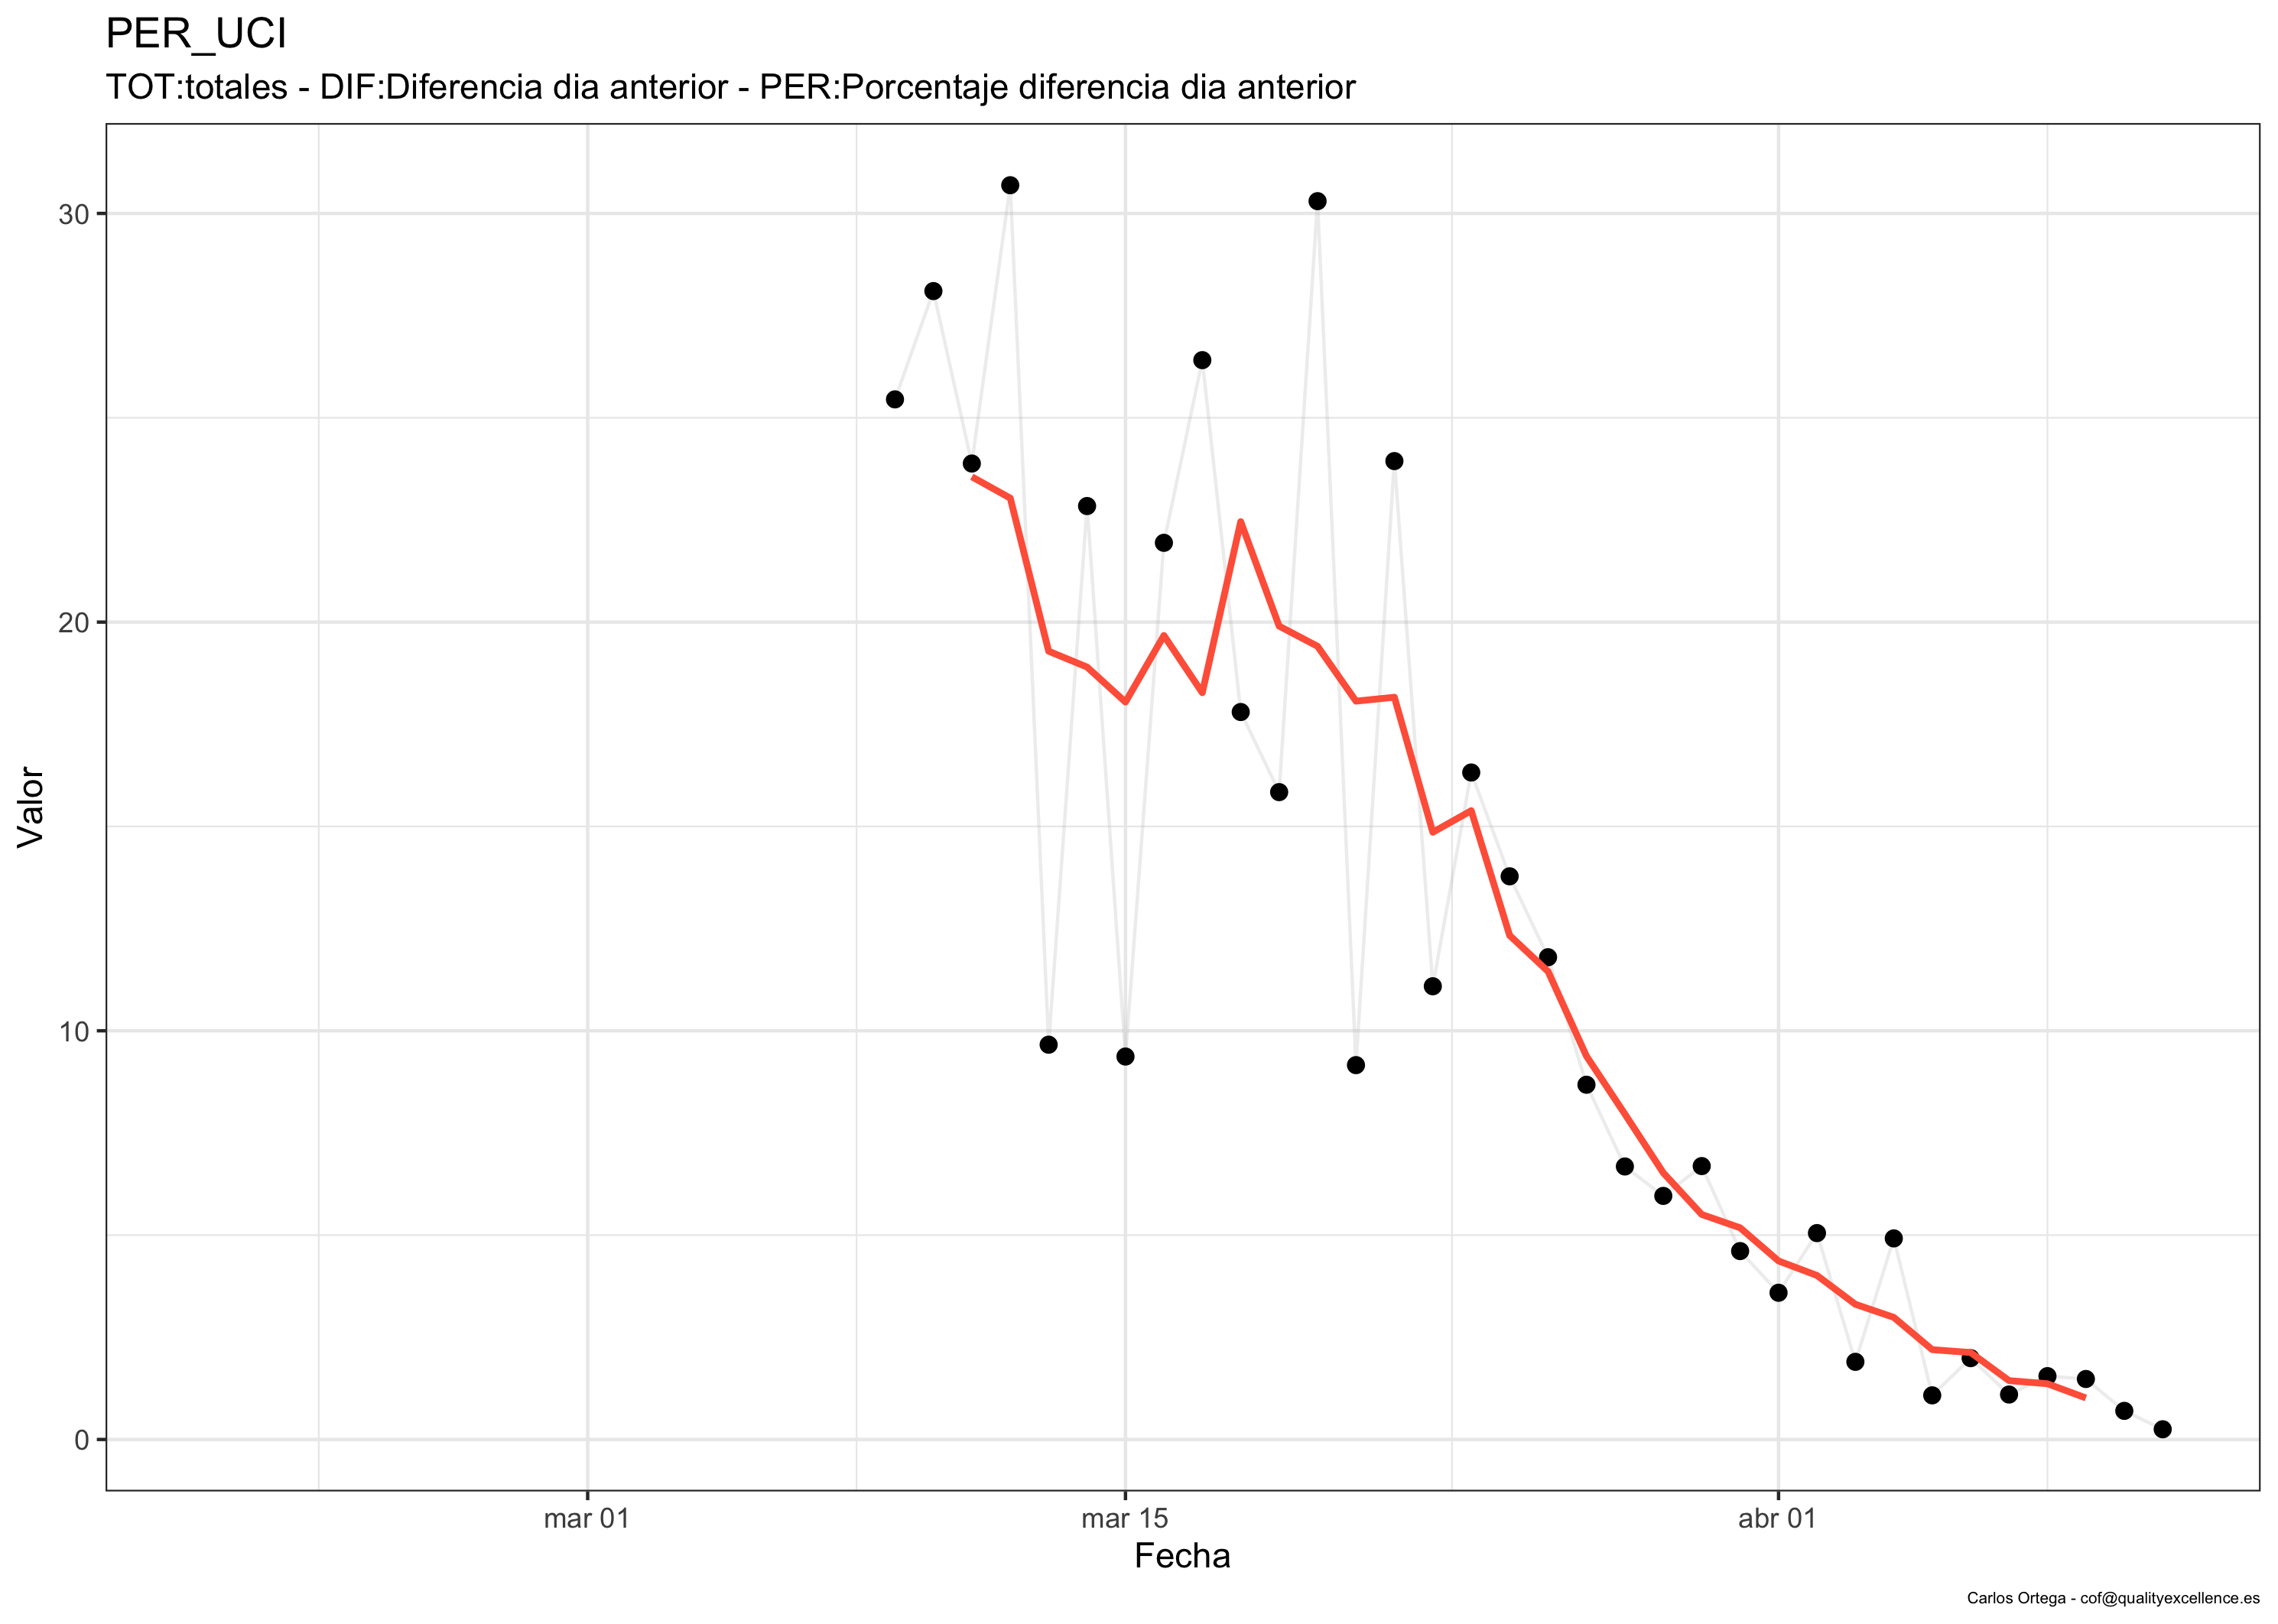 PER_UCI
TOT:totales - DIF:Diferencia dia anterior - PER:Porcentaje diferencia dia anterior
30
20
10
0
Valor
mar 01
mar 15
abr 01
Fecha
Carlos Ortega - cof@qualityexcellence.es